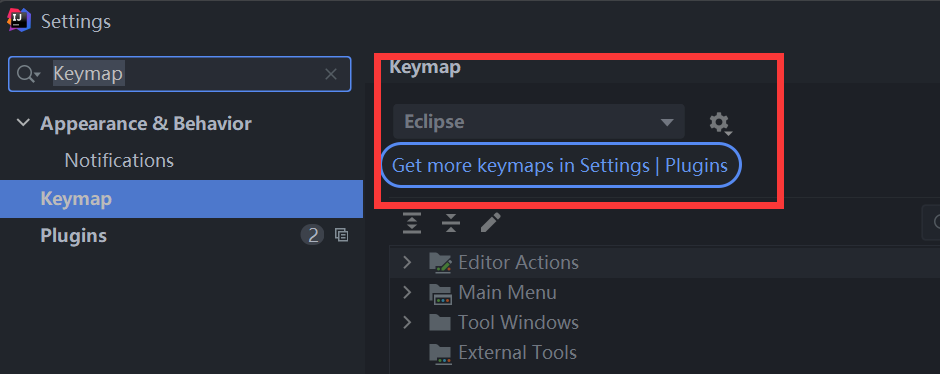 Settings
Keymap
Appearance & Behavior
Notifications
Keymap
Plugins 2
Keymap
Eclipse
Get more keymaps in Settings | Plugins
Editor Actions
Main Menu
Tool Windows
External Tools